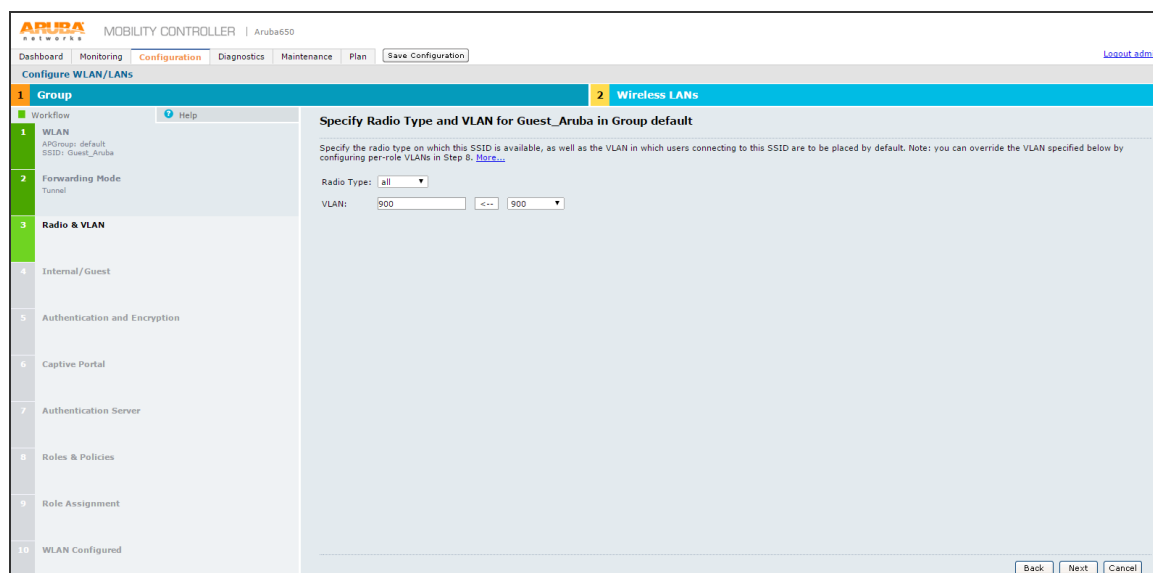 ARUBA networks MOBILITY CONTROLLER | Aruba650
Dashboard Monitoring Configuration Diagnostics Maintenance Plan Save Configuration Logout adm
Configure WLAN/LANs
1 Group 2 Wireless LANs
Workflow ? Help
1 WLAN
APGroup: default
SSID: Guest_Aruba
2 Forwarding Mode
Tunnel
3 Radio & VLAN
4 Internal/Guest
5 Authentication and Encryption
6 Captive Portal
7 Authentication Server
8 Roles & Policies
9 Role Assignment
10 WLAN Configured
Specify Radio Type and VLAN for Guest_Aruba in Group default
Specify the radio type on which this SSID is available, as well as the VLAN in which users connecting to this SSID are to be placed by default. Note: you can override the VLAN specified below by
configuring per-role VLANs in Step 8. More...
Radio Type: all
VLAN: 900 <-- 900
Back Next Cancel